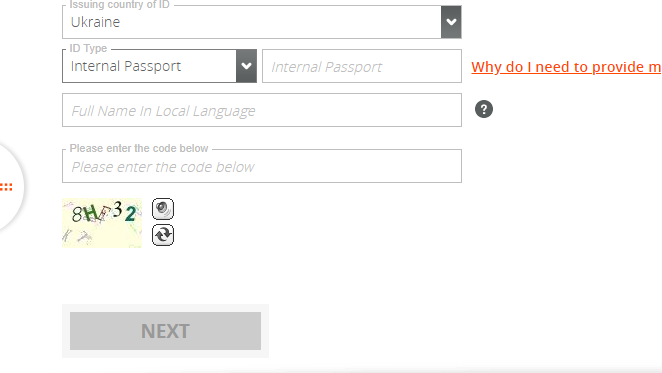 Issuing country of ID
Ukraine
ID Type
Internal Passport
Internal Passport
Why do I need to provide m
Full Name In Local Language
?
Please enter the code below
Please enter the code below
NEXT